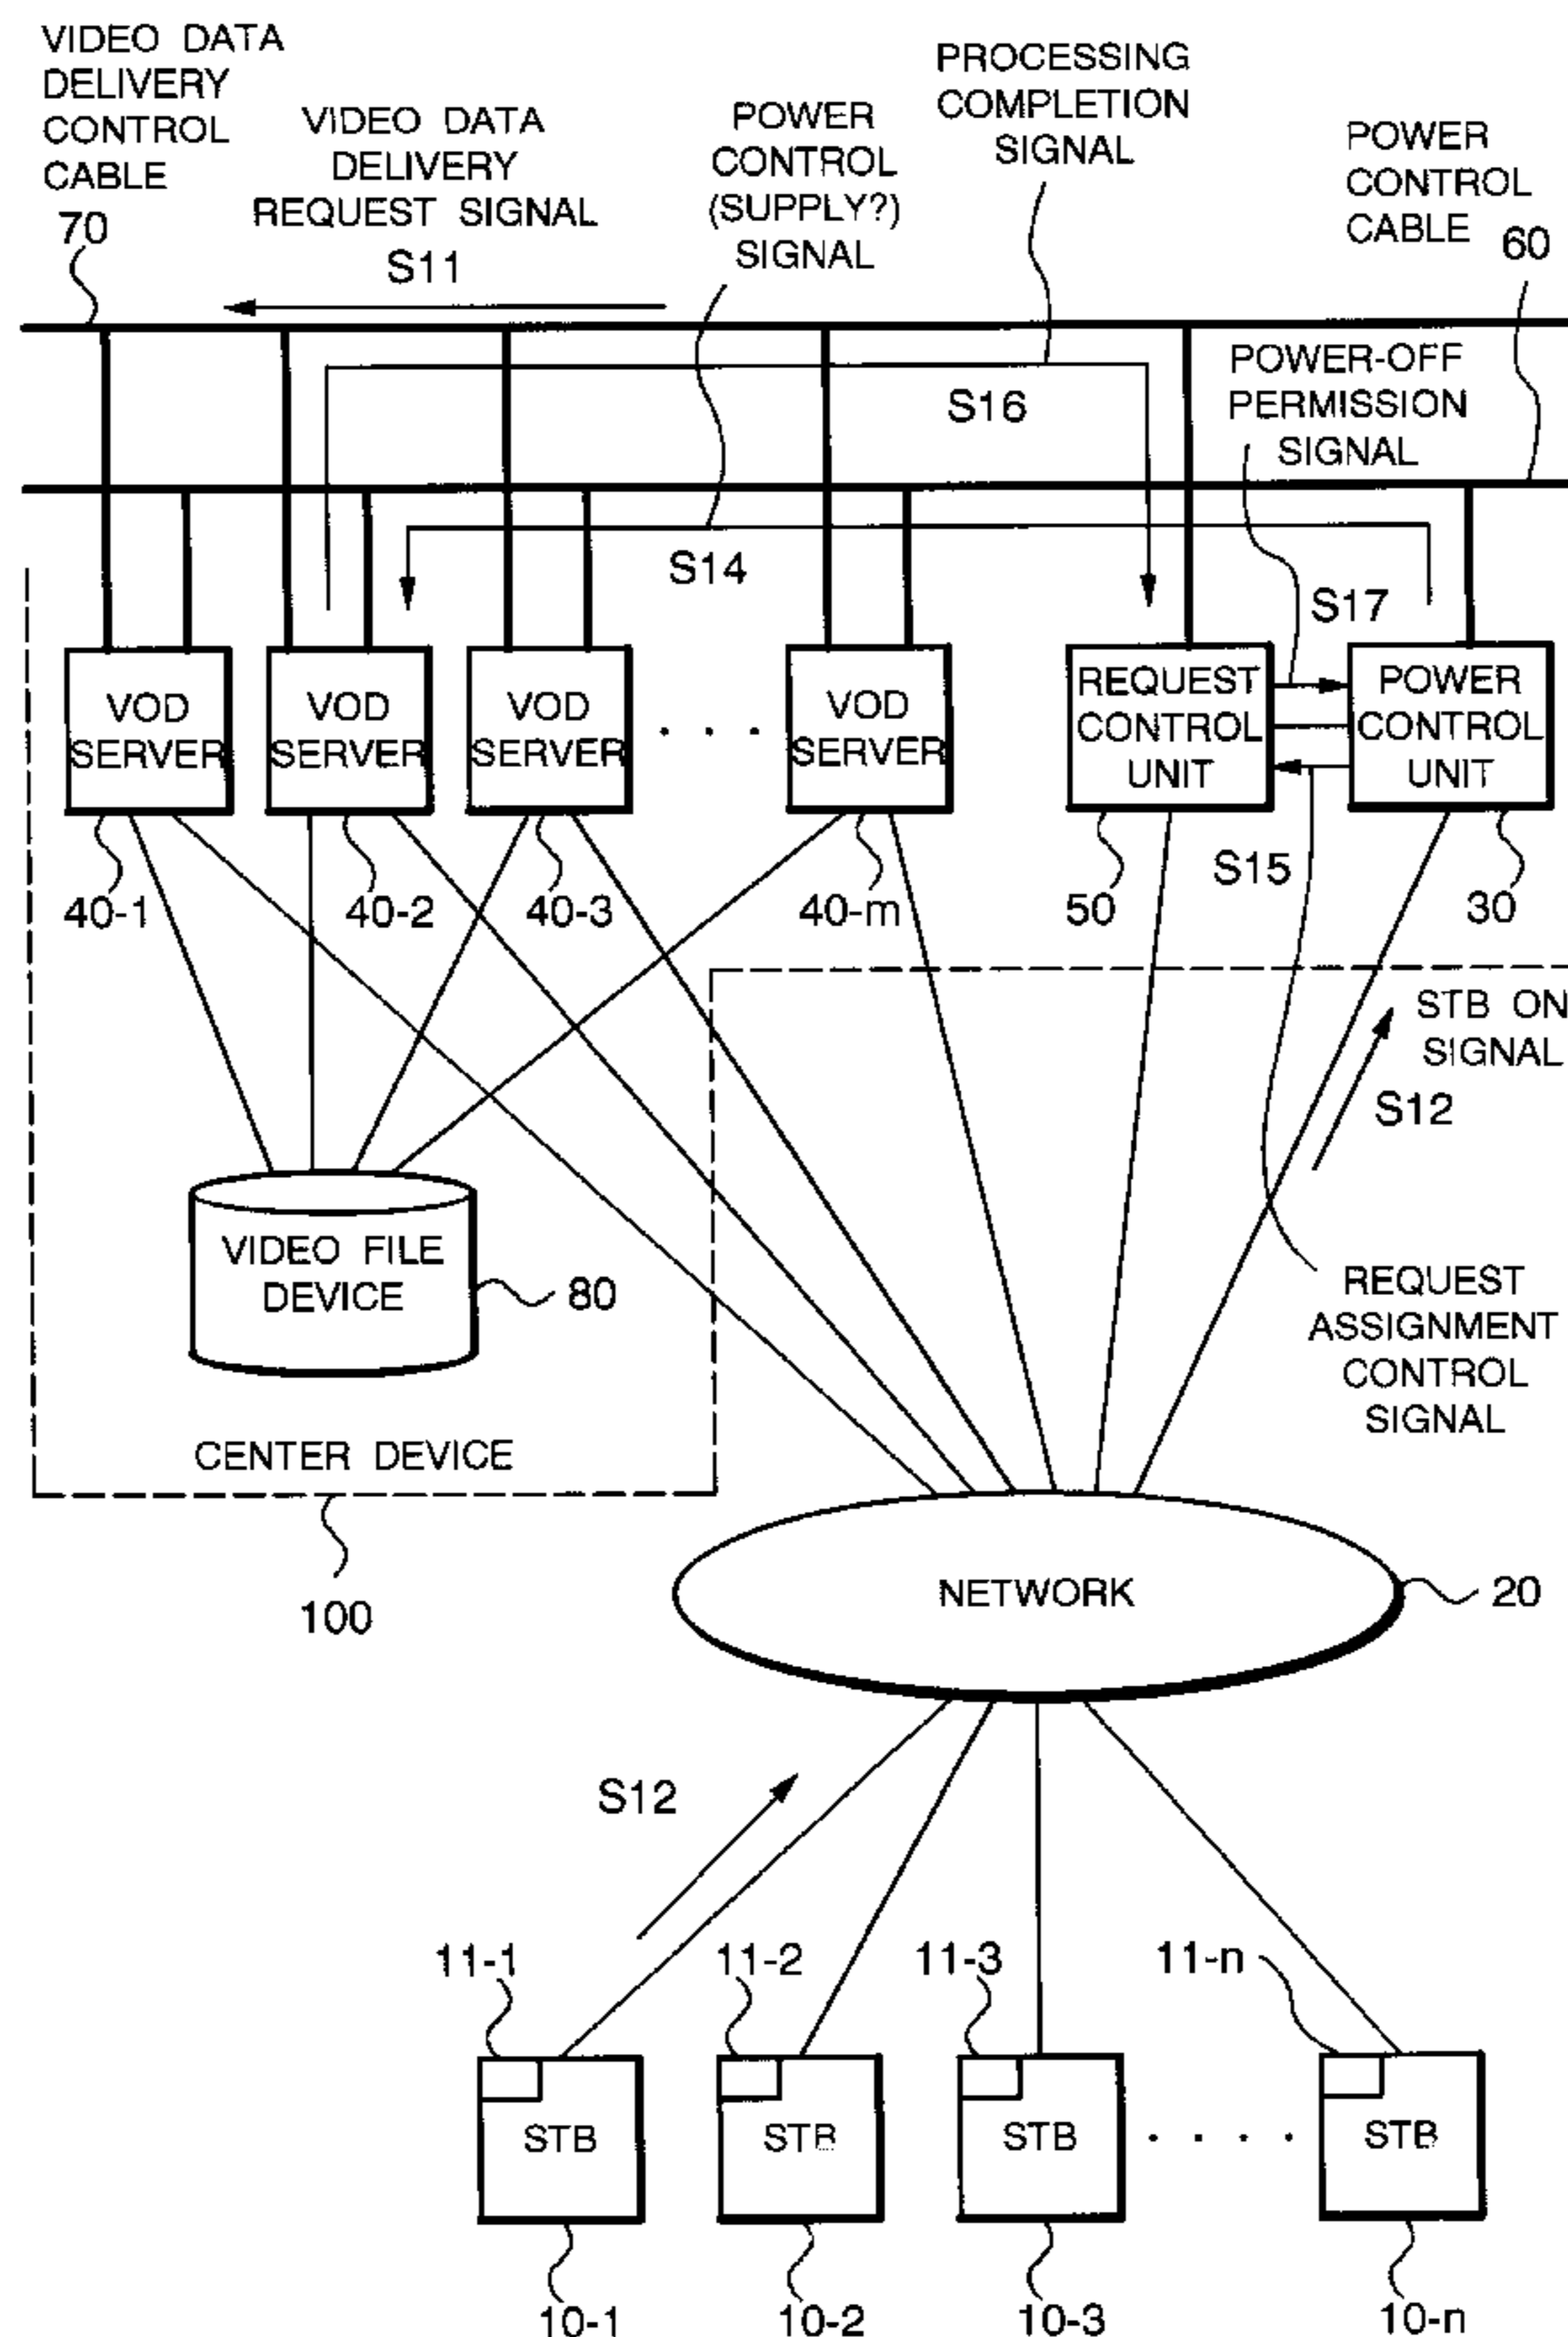 VIDEO DATA
DELIVERY
CONTROL
CABLE
70
VIDEO DATA
DELIVERY
REQUEST SIGNAL
S11
POWER
CONTROL
(SUPPLY?)
SIGNAL
PROCESSING
COMPLETION
SIGNAL
POWER
CONTROL
CABLE
60
S16
POWER-OFF
PERMISSION
SIGNAL
S14
S17
VOD
SERVER
VOD
SERVER
VOD
SERVER
. . .
VOD
SERVER
REQUEST
CONTROL
UNIT
POWER
CONTROL
UNIT
40-1
40-2
40-3
40-m
50
S15
30
STB ON
SIGNAL
S12
VIDEO FILE
DEVICE
80
REQUEST
ASSIGNMENT
CONTROL
SIGNAL
CENTER DEVICE
100
NETWORK
20
S12
11-1
11-2
11-3
11-n
STB
STB
STB
. . . .
STB
10-1
10-2
10-3
10-n